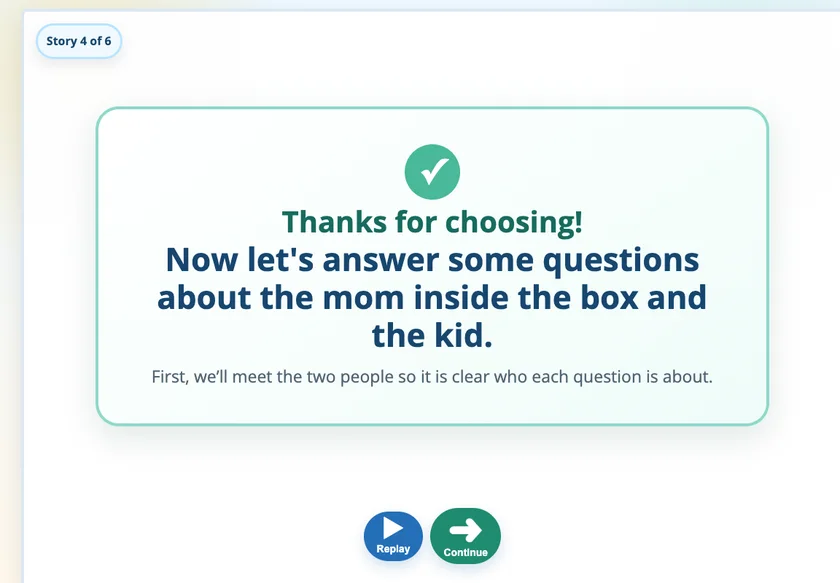 Story 4 of 6
Thanks for choosing!
Now let's answer some questions
about the mom inside the box and
the kid.
First, we’ll meet the two people so it is clear who each question is about.
Replay
Continue